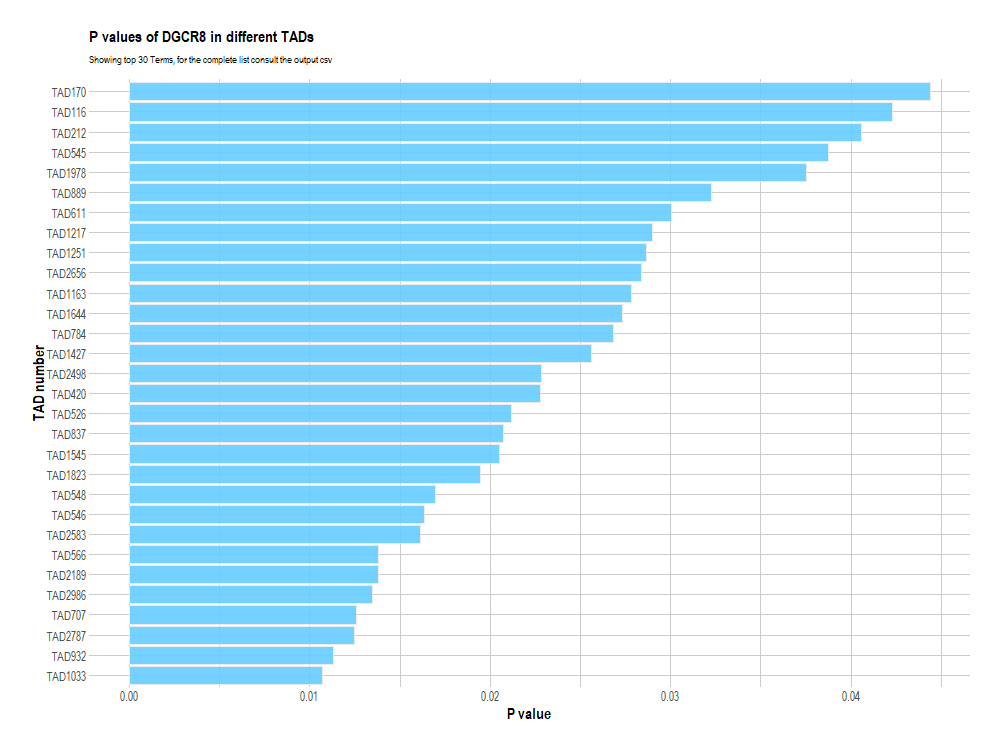 P values of DGCR8 in different TADs
Showing top 30 Terms, for the complete list consult the output csv
TAD170
TAD116
TAD212
TAD545
TAD1978
TAD889
TAD611
TAD1217
TAD1251
TAD2656
TAD1163
TAD1644
TAD784
TAD1427
TAD2498
TAD420
TAD526
TAD837
TAD1545
TAD1823
TAD548
TAD546
TAD2583
TAD566
TAD2189
TAD2986
TAD707
TAD2787
TAD932
TAD1033
TAD number
0.00 0.01 0.02 0.03 0.04
P value